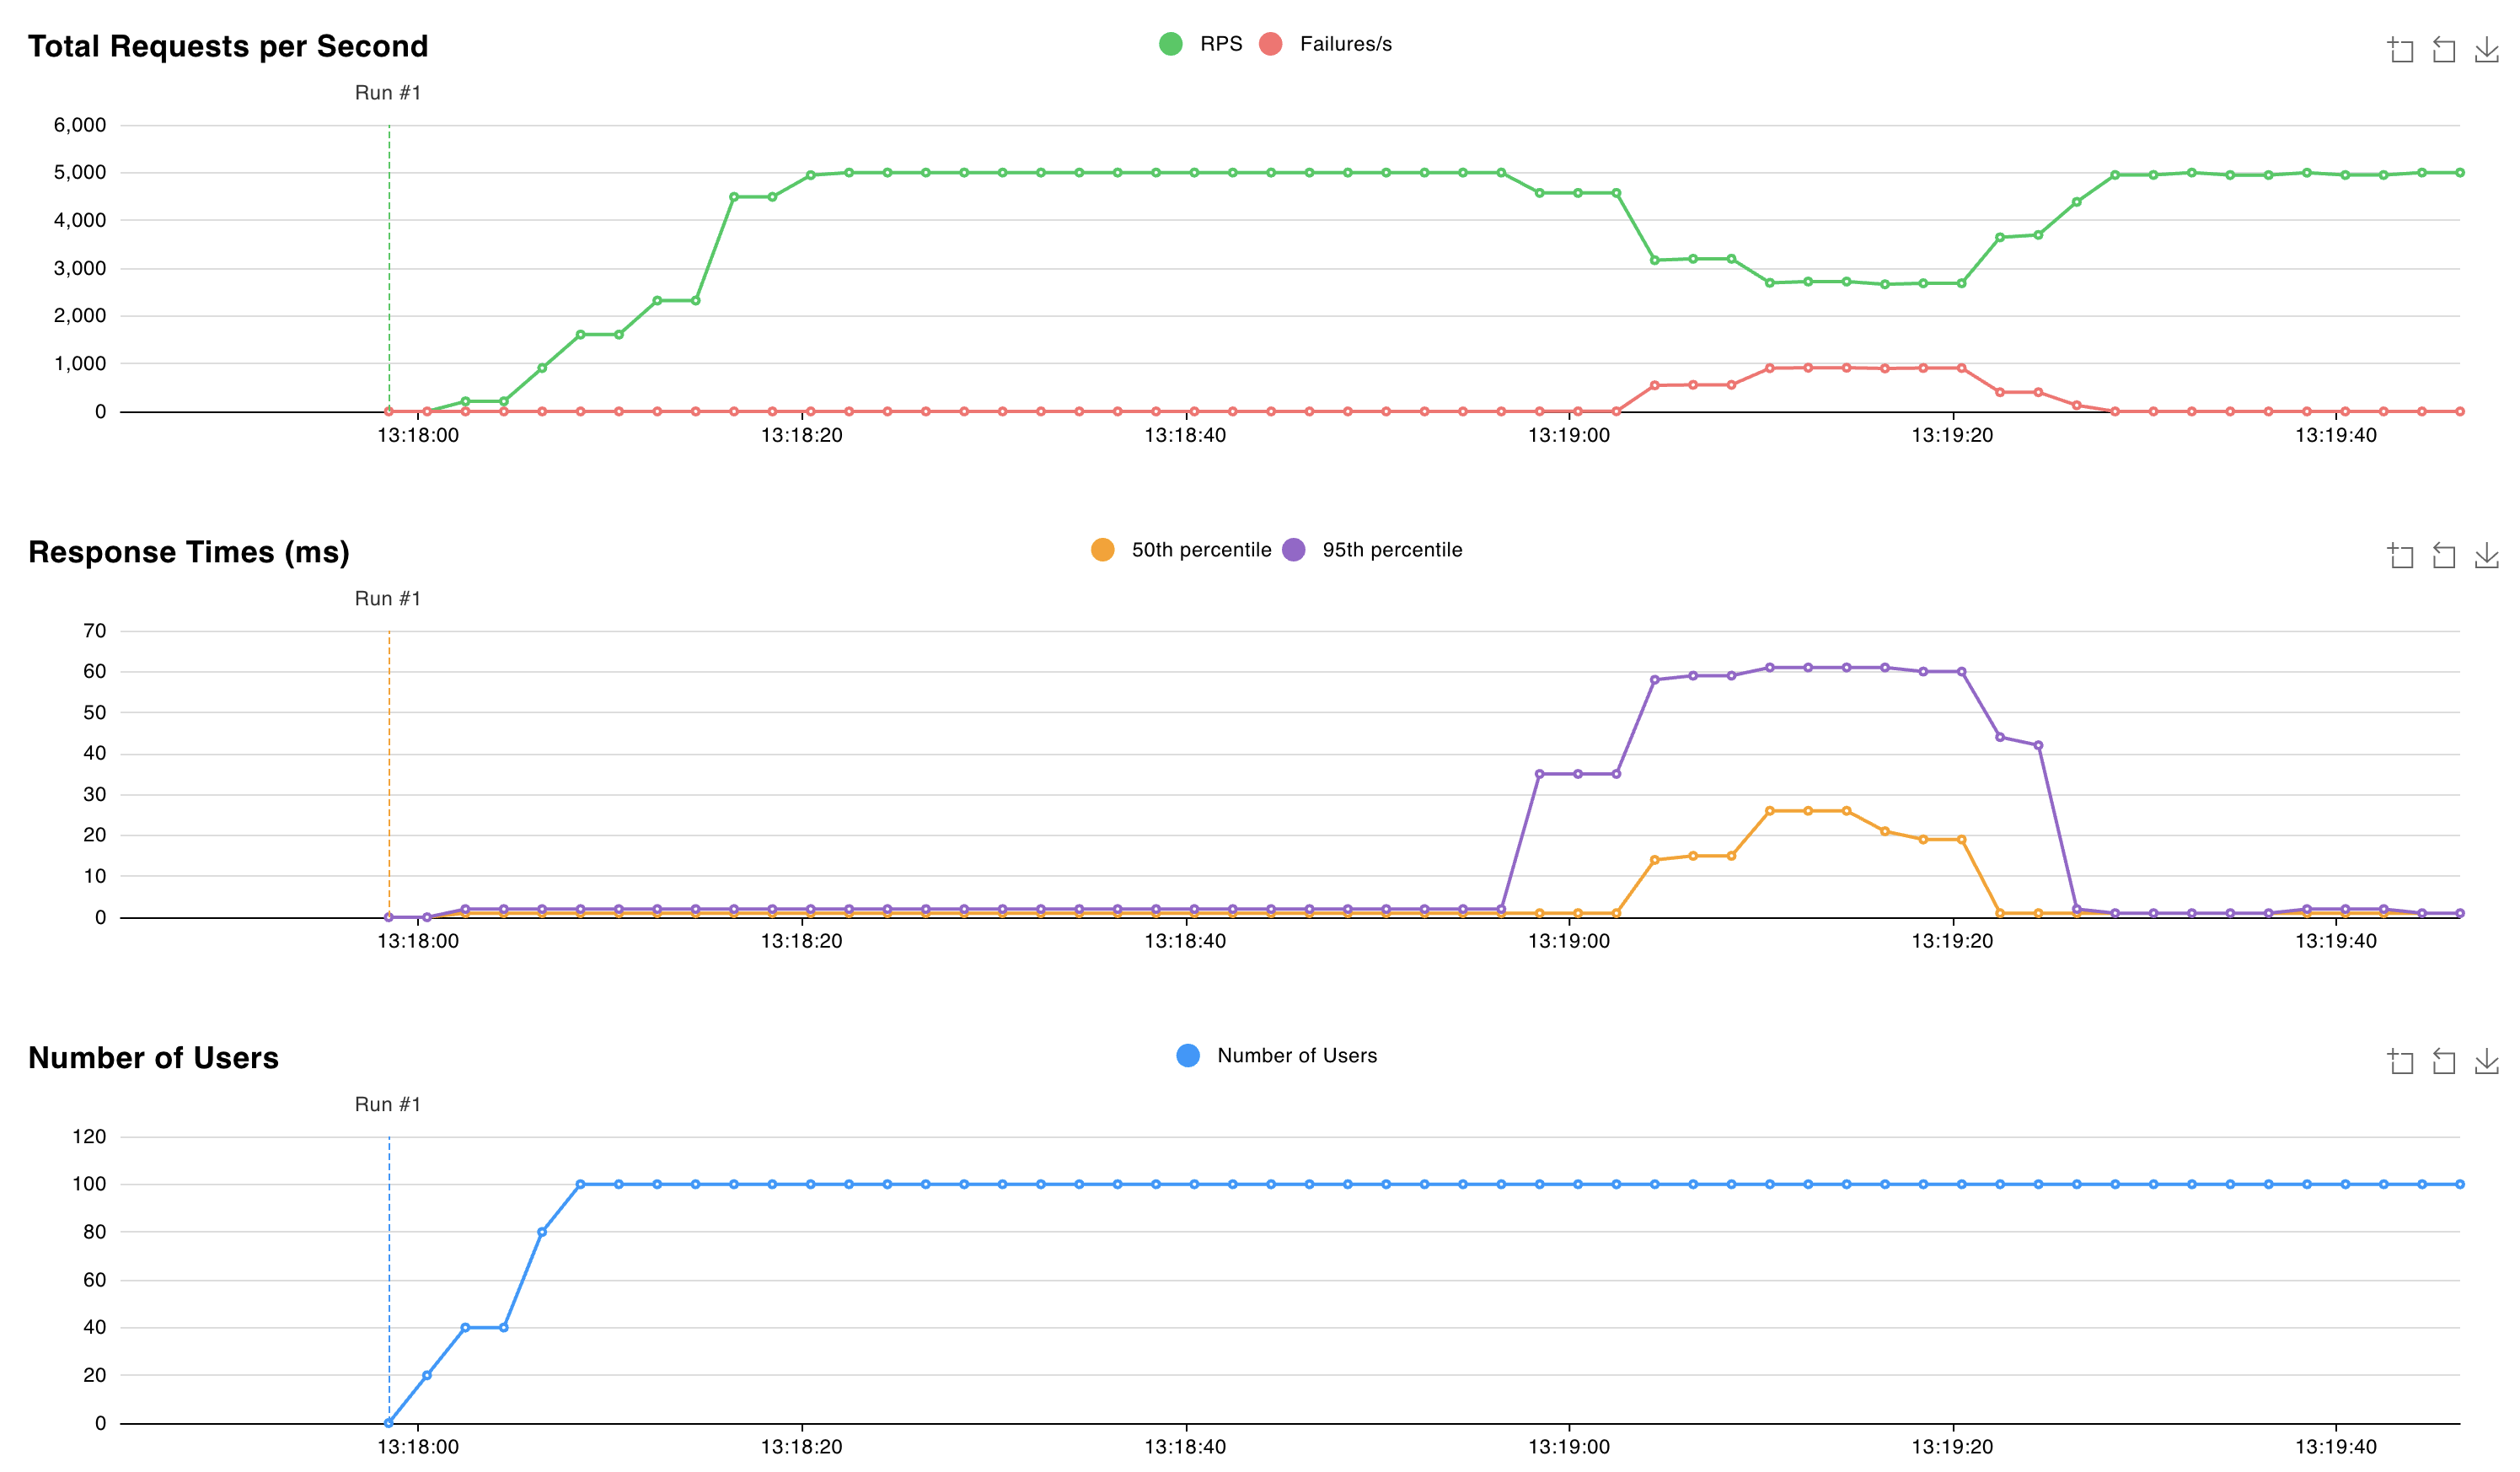 Total Requests per Second
RPS Failures/s
Run #1
6,000
5,000
4,000
3,000
2,000
1,000
0
13:18:00 13:18:20 13:18:40 13:19:00 13:19:20 13:19:40
Response Times (ms)
50th percentile 95th percentile
Run #1
70
60
50
40
30
20
10
0
13:18:00 13:18:20 13:18:40 13:19:00 13:19:20 13:19:40
Number of Users
Number of Users
Run #1
120
100
80
60
40
20
0
13:18:00 13:18:20 13:18:40 13:19:00 13:19:20 13:19:40